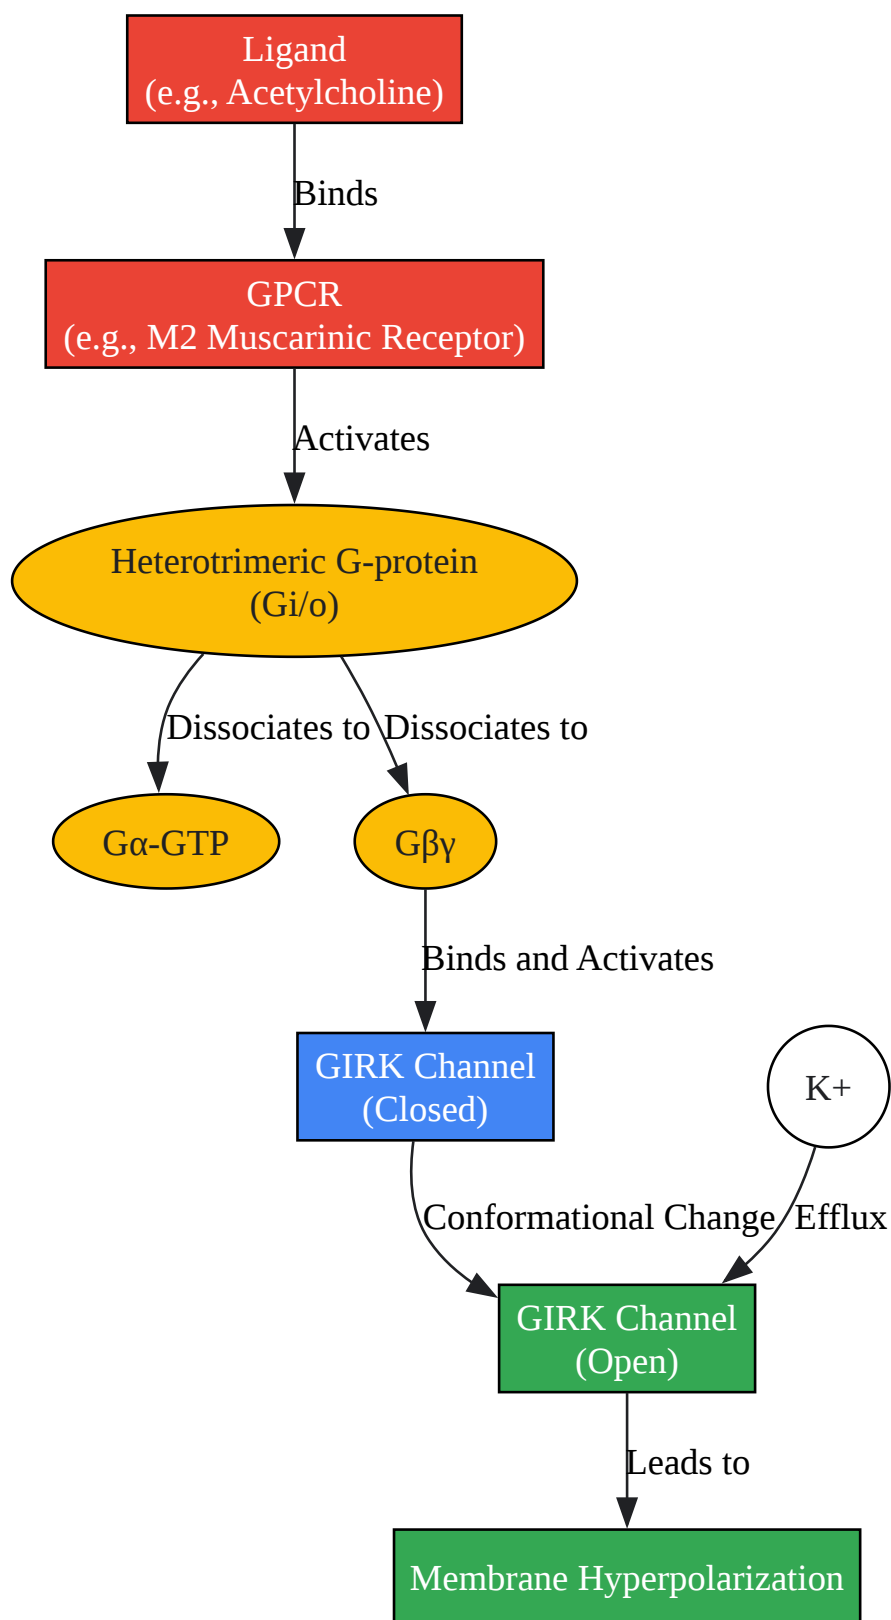 Ligand
(e.g., Acetylcholine)
Binds
GPCR
(e.g., M2 Muscarinic Receptor)
Activates
Heterotrimeric G-protein
(Gi/o)
Dissociates to
Dissociates to
Gα-GTP
Gβγ
Binds and Activates
GIRK Channel
(Closed)
K+
Conformational Change
Efflux
GIRK Channel
(Open)
Leads to
Membrane Hyperpolarization